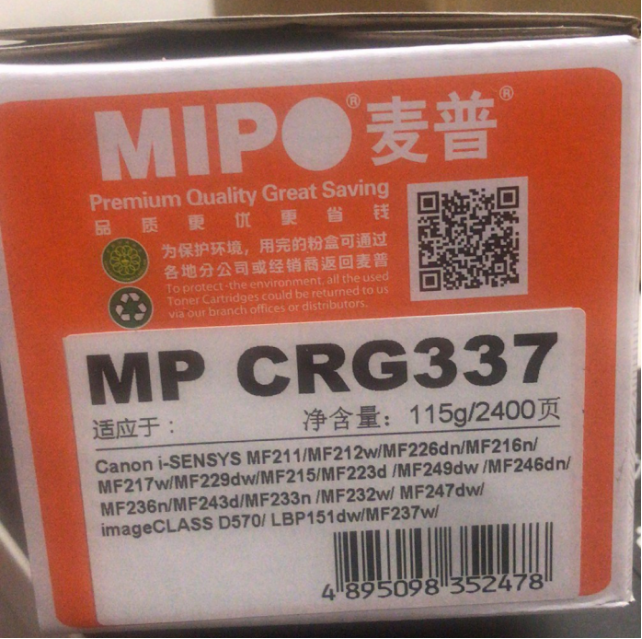 MIPO® 麦普®
Premium Quality Great Saving
品质更优更省钱
为保护环境，用完的粉盒可通过
各地分公司或经销商返回麦普
To protect the environment, all the used
Toner Cartridges could be returned to us
via our branch offices or distributors.
MP CRG337
适应于： 净含量：115g/2400页
Canon i-SENSYS MF211/MF212w/MF226dn/MF216n/
MF217w/MF229dw/MF215/MF223d /MF249dw /MF246dn/
MF236n/MF243d/MF233n /MF232w/ MF247dw/
imageCLASS D570/ LBP151dw/MF237w/
4 895098 352478